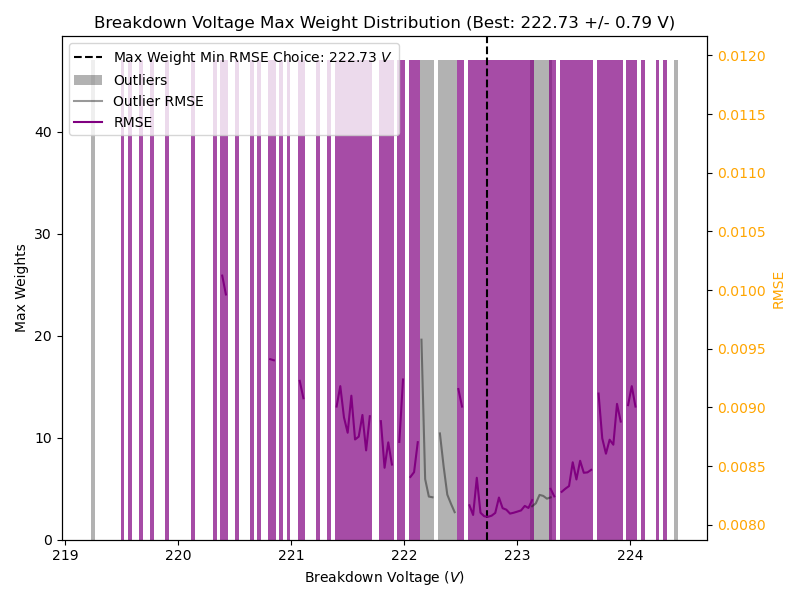 Breakdown Voltage Max Weight Distribution (Best: 222.73 +/- 0.79 V)
Max Weight Min RMSE Choice: 222.73 V
Outliers
Outlier RMSE
RMSE
Max Weights
40
30
20
10
0
0.0120
0.0115
0.0110
0.0105
0.0100
0.0095
0.0090
0.0085
0.0080
RMSE
219 220 221 222 223 224
Breakdown Voltage (V)